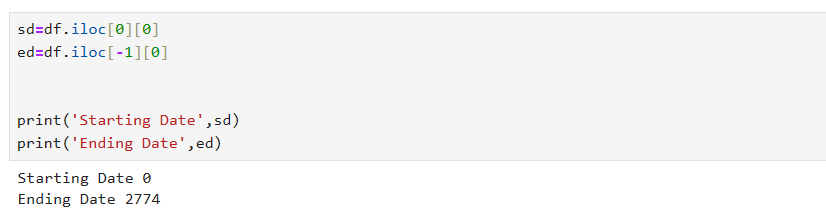 sd=df.iloc[0][0]
ed=df.iloc[-1][0]
print('Starting Date',sd)
print('Ending Date',ed)
Starting Date 0
Ending Date 2774